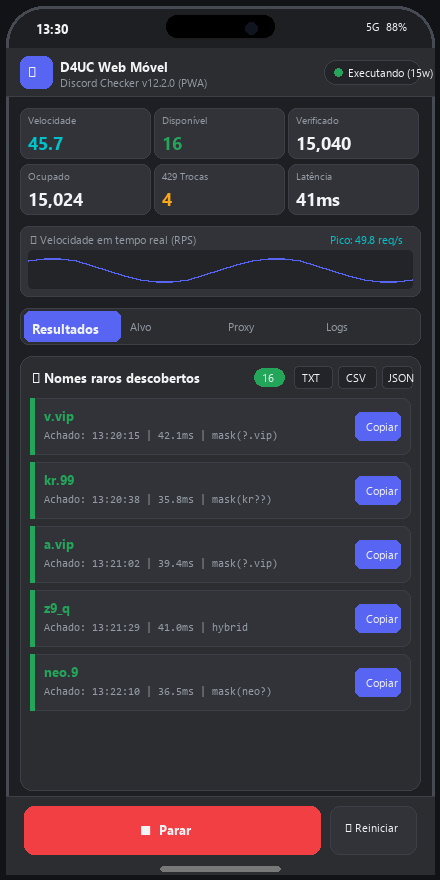 13:30
5G 88%
D4UC Web Móvel
Discord Checker v12.2.0 (PWA)
Executando (15w)
Velocidade
45.7
Disponível
16
Verificado
15,040
Ocupado
15,024
429 Trocas
4
Latência
41ms
Velocidade em tempo real (RPS)
Pico: 49.8 req/s
Resultados
Alvo
Proxy
Logs
Nomes raros descobertos
16
TXT
CSV
JSON
v.vip
Achado: 13:20:15 | 42.1ms | mask(?.vip)
Copiar
kr.99
Achado: 13:20:38 | 35.8ms | mask(kr??)
Copiar
a.vip
Achado: 13:21:02 | 39.4ms | mask(?.vip)
Copiar
z9_q
Achado: 13:21:29 | 41.0ms | hybrid
Copiar
neo.9
Achado: 13:22:10 | 36.5ms | mask(neo?)
Copiar
Parar
Reiniciar